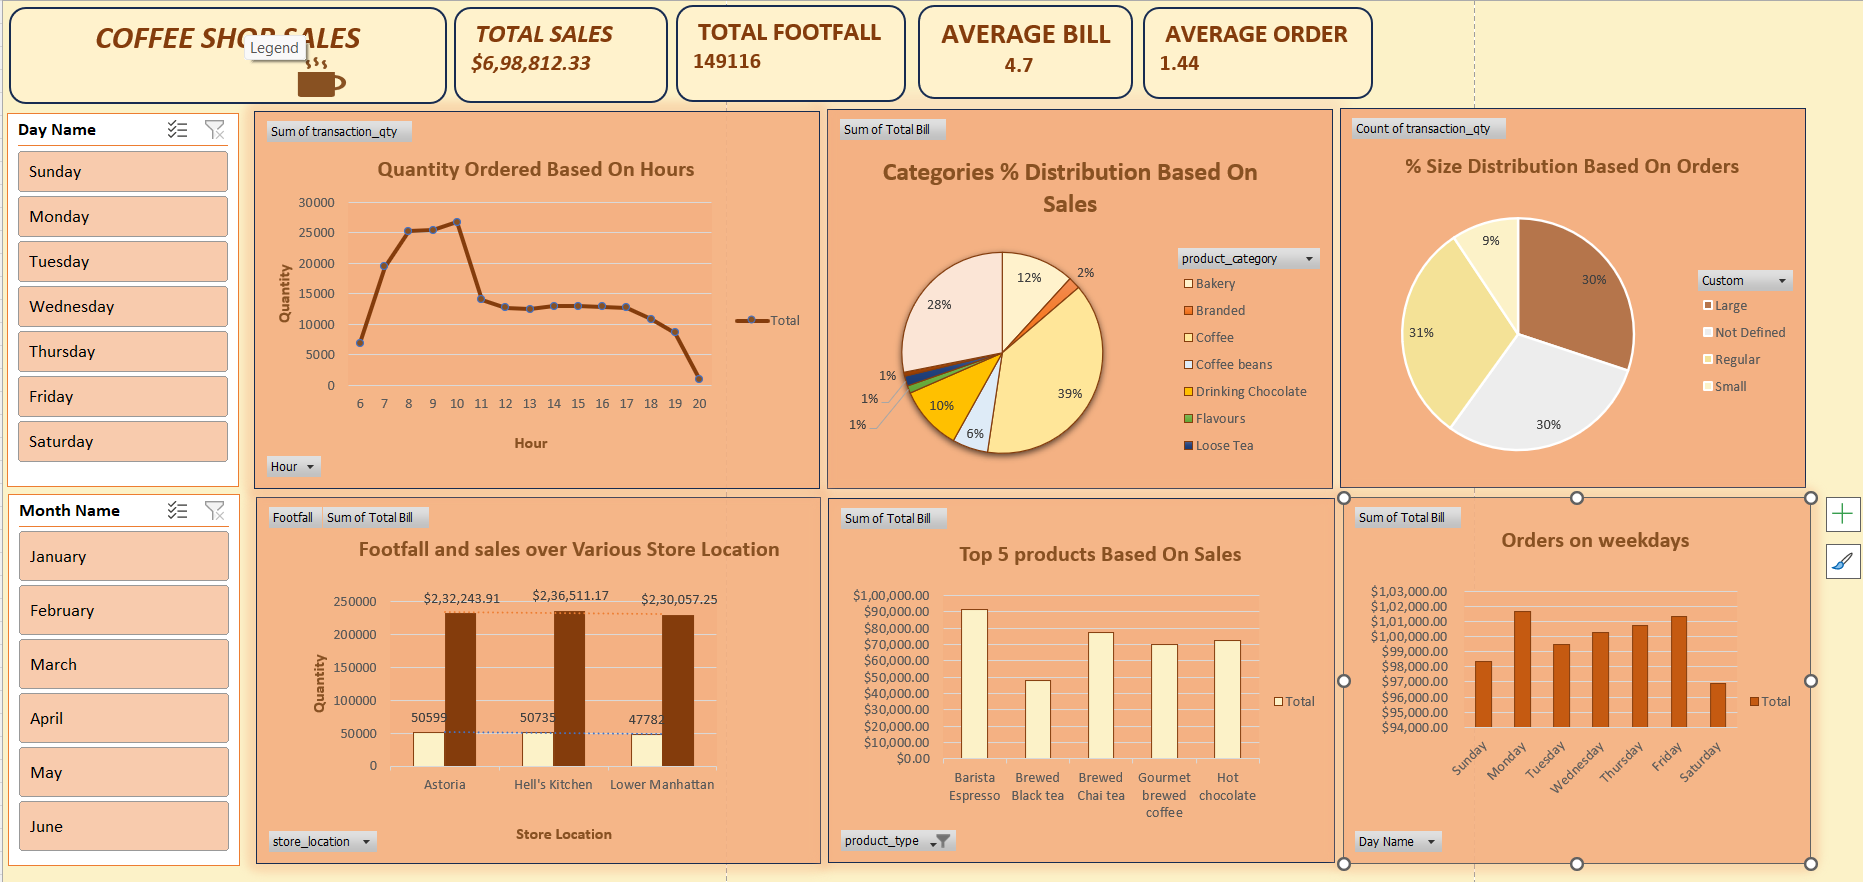 COFFEE SHOP SALES
Legend
TOTAL SALES
$6,98,812.33
TOTAL FOOTFALL
149116
AVERAGE BILL
4.7
AVERAGE ORDER
1.44
Day Name
Sunday
Monday
Tuesday
Wednesday
Thursday
Friday
Saturday
Month Name
January
February
March
April
May
June
Sum of transaction_qty
Quantity Ordered Based On Hours
30000
25000
20000
15000
10000
5000
0
Quantity
6 7 8 9 10 11 12 13 14 15 16 17 18 19 20
Hour
Total
Hour
Sum of Total Bill
Categories % Distribution Based On
Sales
12%
2%
39%
6%
10%
1%
1%
1%
28%
product_category
Bakery
Branded
Coffee
Coffee beans
Drinking Chocolate
Flavours
Loose Tea
Count of transaction_qty
% Size Distribution Based On Orders
30%
30%
31%
9%
Custom
Large
Not Defined
Regular
Small
Footfall Sum of Total Bill
Footfall and sales over Various Store Location
250000
200000
150000
100000
50000
0
Quantity
$2,32,243.91 $2,36,511.17 $2,30,057.25
50599 50735 47782
Astoria Hell's Kitchen Lower Manhattan
Store Location
store_location
Sum of Total Bill
Top 5 products Based On Sales
$1,00,000.00
$90,000.00
$80,000.00
$70,000.00
$60,000.00
$50,000.00
$40,000.00
$30,000.00
$20,000.00
$10,000.00
$0.00
Barista Espresso
Brewed Black tea
Brewed Chai tea
Gourmet brewed coffee
Hot chocolate
Total
product_type
Sum of Total Bill
Orders on weekdays
$1,03,000.00
$1,02,000.00
$1,01,000.00
$1,00,000.00
$99,000.00
$98,000.00
$97,000.00
$96,000.00
$95,000.00
$94,000.00
Sunday
Monday
Tuesday
Wednesday
Thursday
Friday
Saturday
Total
Day Name